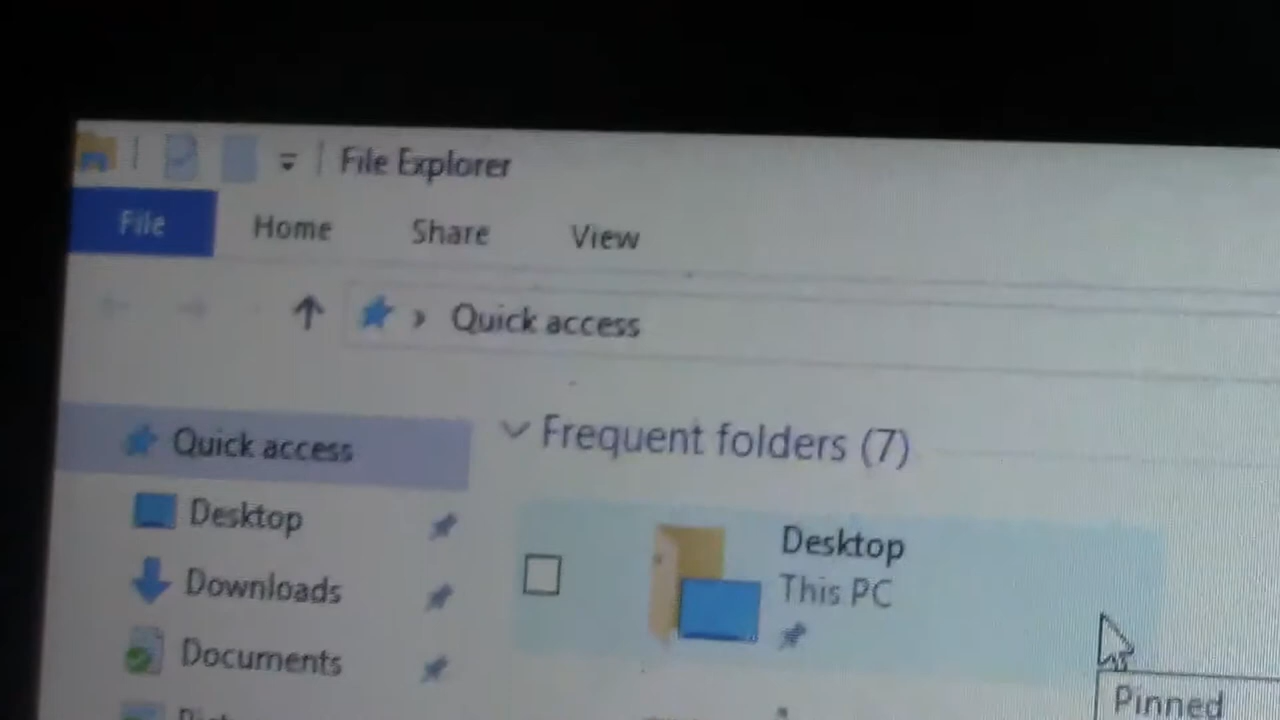 File Explorer
File Home Share View
› Quick access
Quick access
Desktop
Downloads
Documents
Frequent folders (7)
Desktop
This PC
Pinned